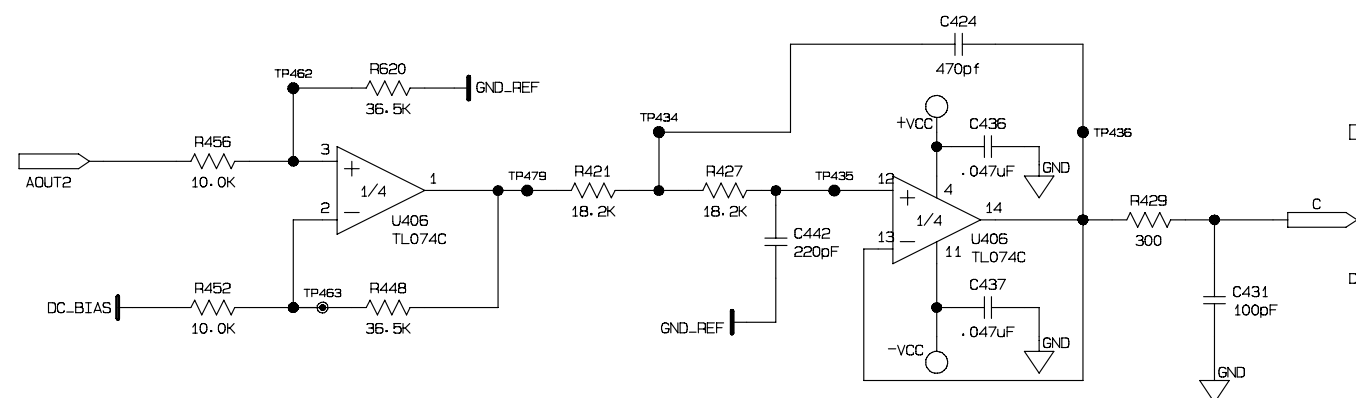 C424
470pf
TP462
R620
36.5K
GND_REF
TP434
+VCC
C436
.047uF
GND
TP436
AOUT2
R456
10.0K
3
2
1
1/4
U406
TL074C
TP479
R421
18.2K
R427
18.2K
TP435
12
13
4
14
11
1/4
U406
TL074C
R429
300
C
C442
220pF
GND_REF
DC_BIAS
R452
10.0K
TP463
R448
36.5K
C437
.047uF
GND
-VCC
C431
100pF
GND